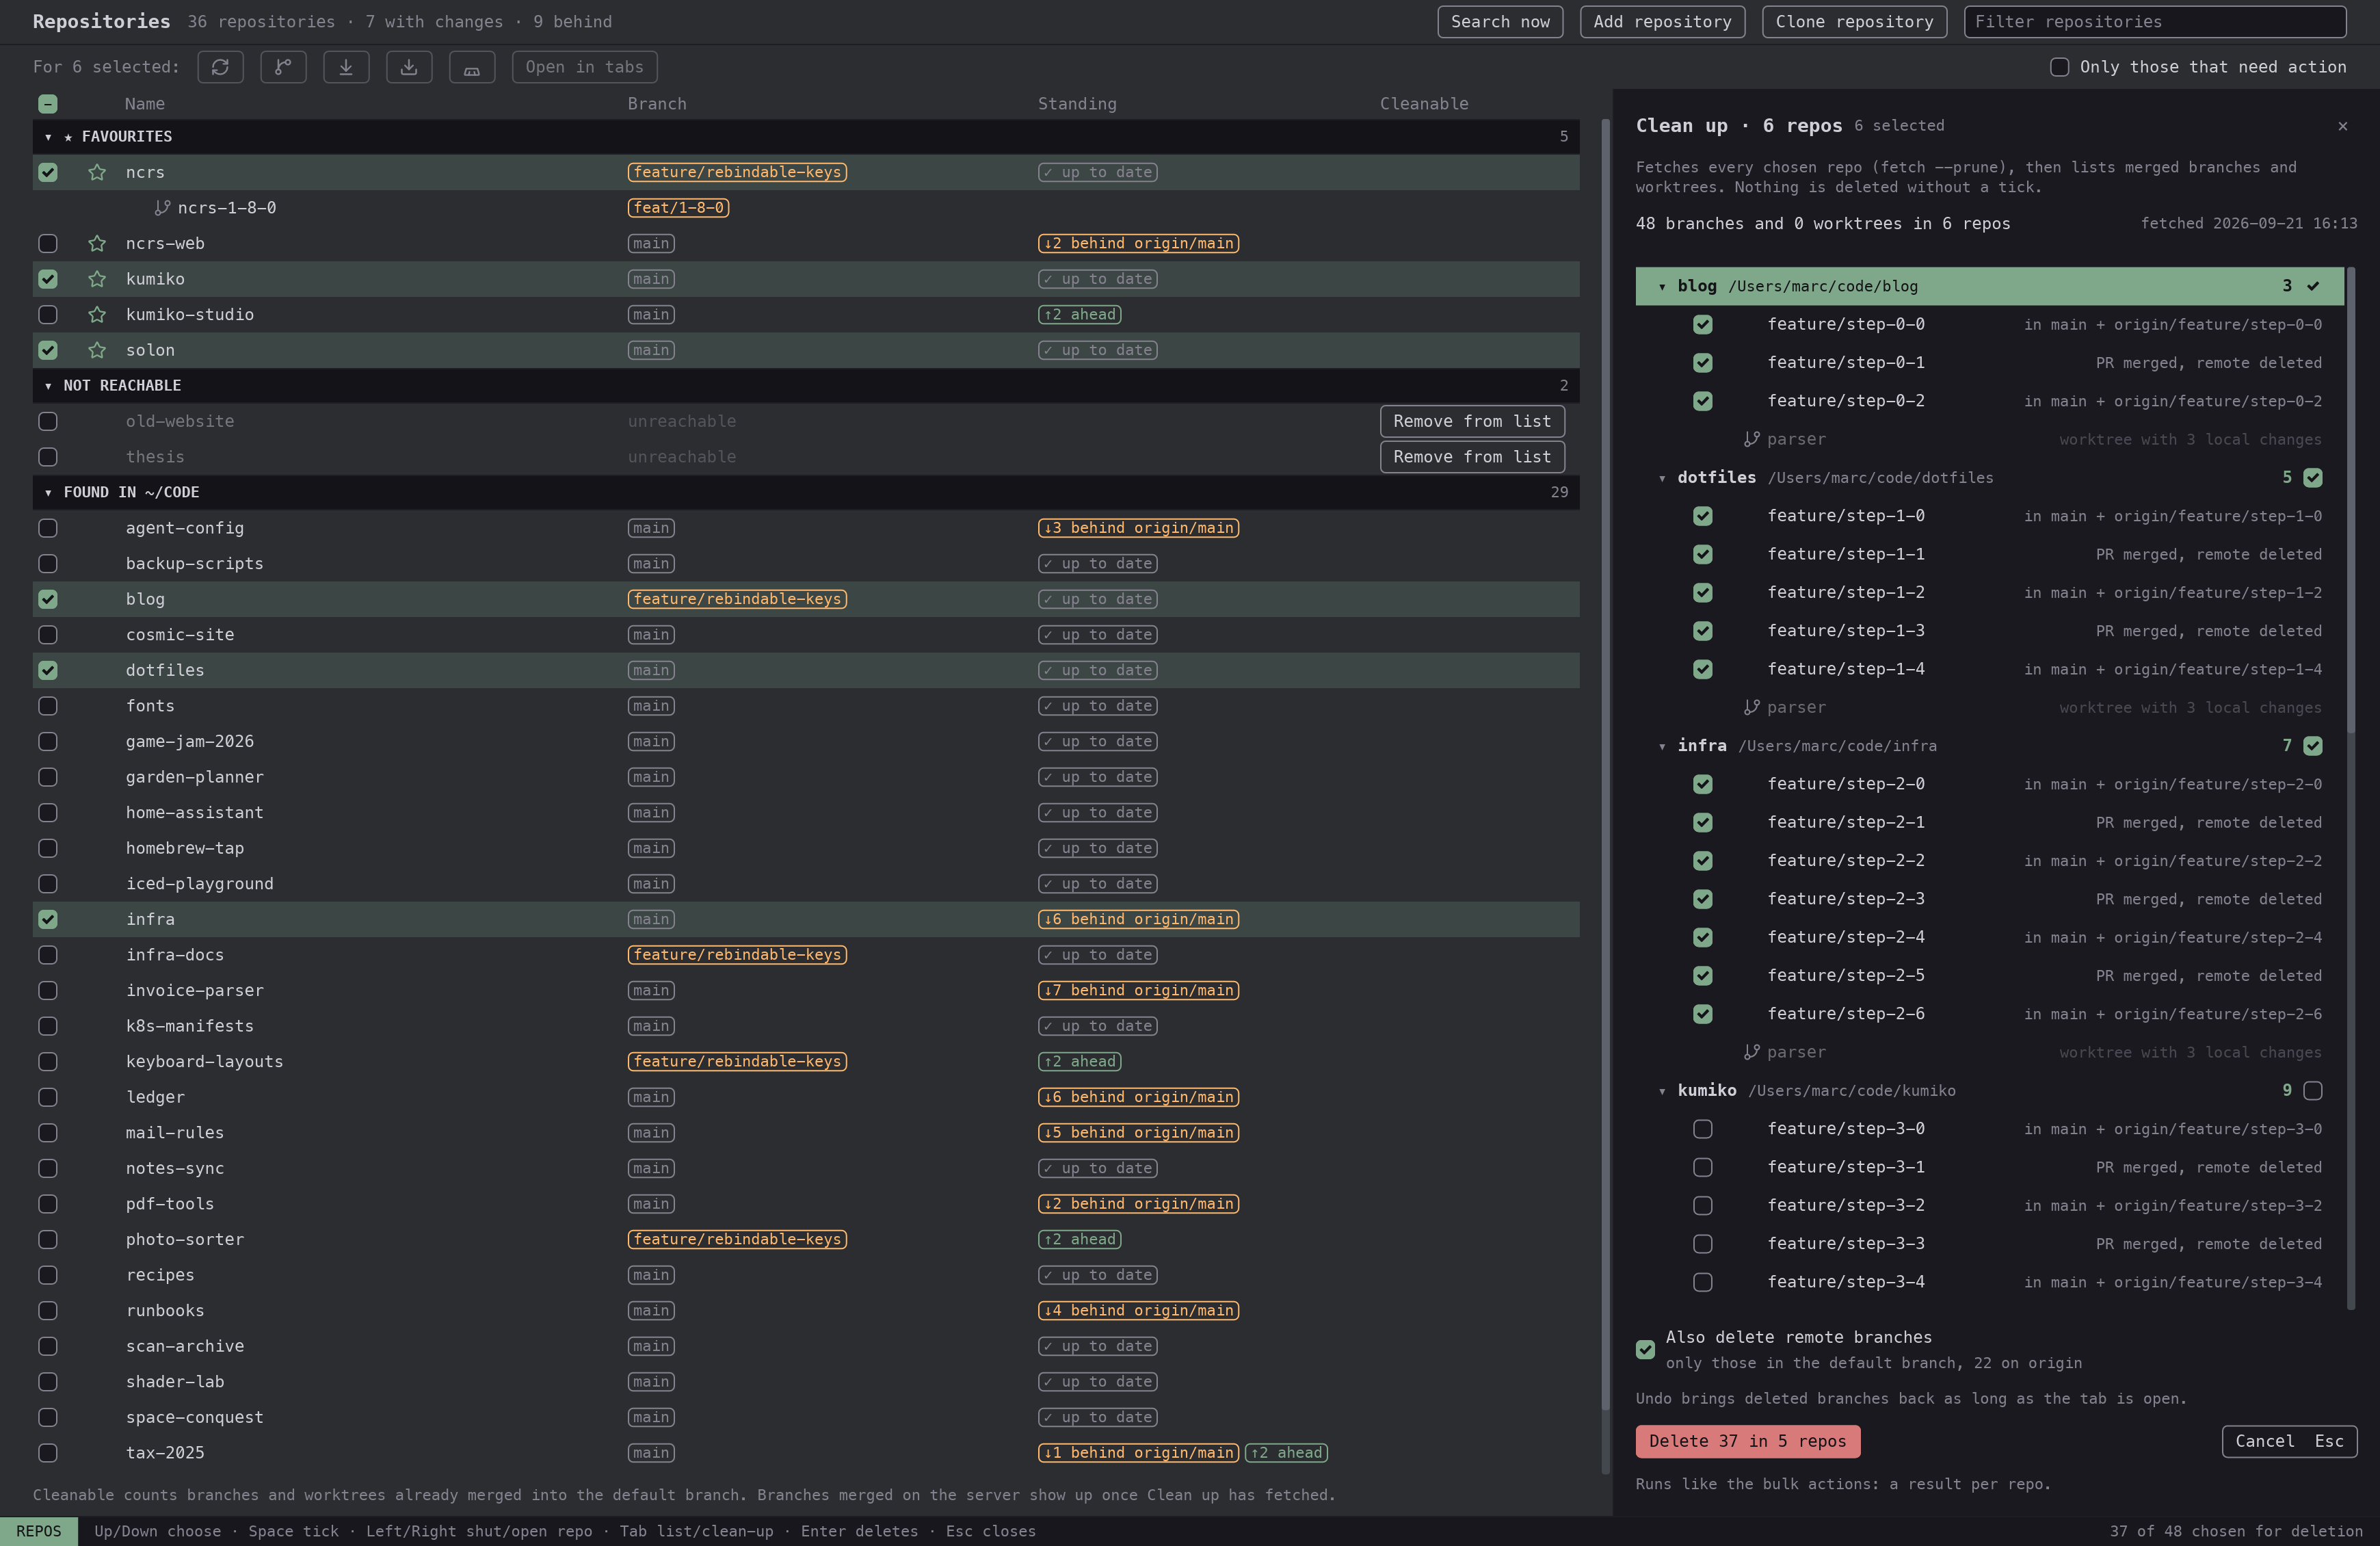 Repositories 36 repositories · 7 with changes · 9 behind Search now Add repository Clone repository Filter repositories
For 6 selected: Open in tabs Only those that need action
Name Branch Standing Cleanable
▾ ★ FAVOURITES 5
ncrs feature/rebindable-keys ✓ up to date
ncrs-1-8-0 feat/1-8-0
ncrs-web main ↓2 behind origin/main
kumiko main ✓ up to date
kumiko-studio main ↑2 ahead
solon main ✓ up to date
▾ NOT REACHABLE 2
old-website unreachable Remove from list
thesis unreachable Remove from list
▾ FOUND IN ~/CODE 29
agent-config main ↓3 behind origin/main
backup-scripts main ✓ up to date
blog feature/rebindable-keys ✓ up to date
cosmic-site main ✓ up to date
dotfiles main ✓ up to date
fonts main ✓ up to date
game-jam-2026 main ✓ up to date
garden-planner main ✓ up to date
home-assistant main ✓ up to date
homebrew-tap main ✓ up to date
iced-playground main ✓ up to date
infra main ↓6 behind origin/main
infra-docs feature/rebindable-keys ✓ up to date
invoice-parser main ↓7 behind origin/main
k8s-manifests main ✓ up to date
keyboard-layouts feature/rebindable-keys ↑2 ahead
ledger main ↓6 behind origin/main
mail-rules main ↓5 behind origin/main
notes-sync main ✓ up to date
pdf-tools main ↓2 behind origin/main
photo-sorter feature/rebindable-keys ↑2 ahead
recipes main ✓ up to date
runbooks main ↓4 behind origin/main
scan-archive main ✓ up to date
shader-lab main ✓ up to date
space-conquest main ✓ up to date
tax-2025 main ↓1 behind origin/main ↑2 ahead
Cleanable counts branches and worktrees already merged into the default branch. Branches merged on the server show up once Clean up has fetched.
Clean up · 6 repos 6 selected ×
Fetches every chosen repo (fetch --prune), then lists merged branches and
worktrees. Nothing is deleted without a tick.
48 branches and 0 worktrees in 6 repos fetched 2026-09-21 16:13
▾ blog /Users/marc/code/blog 3
feature/step-0-0 in main + origin/feature/step-0-0
feature/step-0-1 PR merged, remote deleted
feature/step-0-2 in main + origin/feature/step-0-2
parser worktree with 3 local changes
▾ dotfiles /Users/marc/code/dotfiles 5
feature/step-1-0 in main + origin/feature/step-1-0
feature/step-1-1 PR merged, remote deleted
feature/step-1-2 in main + origin/feature/step-1-2
feature/step-1-3 PR merged, remote deleted
feature/step-1-4 in main + origin/feature/step-1-4
parser worktree with 3 local changes
▾ infra /Users/marc/code/infra 7
feature/step-2-0 in main + origin/feature/step-2-0
feature/step-2-1 PR merged, remote deleted
feature/step-2-2 in main + origin/feature/step-2-2
feature/step-2-3 PR merged, remote deleted
feature/step-2-4 in main + origin/feature/step-2-4
feature/step-2-5 PR merged, remote deleted
feature/step-2-6 in main + origin/feature/step-2-6
parser worktree with 3 local changes
▾ kumiko /Users/marc/code/kumiko 9
feature/step-3-0 in main + origin/feature/step-3-0
feature/step-3-1 PR merged, remote deleted
feature/step-3-2 in main + origin/feature/step-3-2
feature/step-3-3 PR merged, remote deleted
feature/step-3-4 in main + origin/feature/step-3-4
Also delete remote branches
only those in the default branch, 22 on origin
Undo brings deleted branches back as long as the tab is open.
Delete 37 in 5 repos Cancel Esc
Runs like the bulk actions: a result per repo.
REPOS Up/Down choose · Space tick · Left/Right shut/open repo · Tab list/clean-up · Enter deletes · Esc closes 37 of 48 chosen for deletion